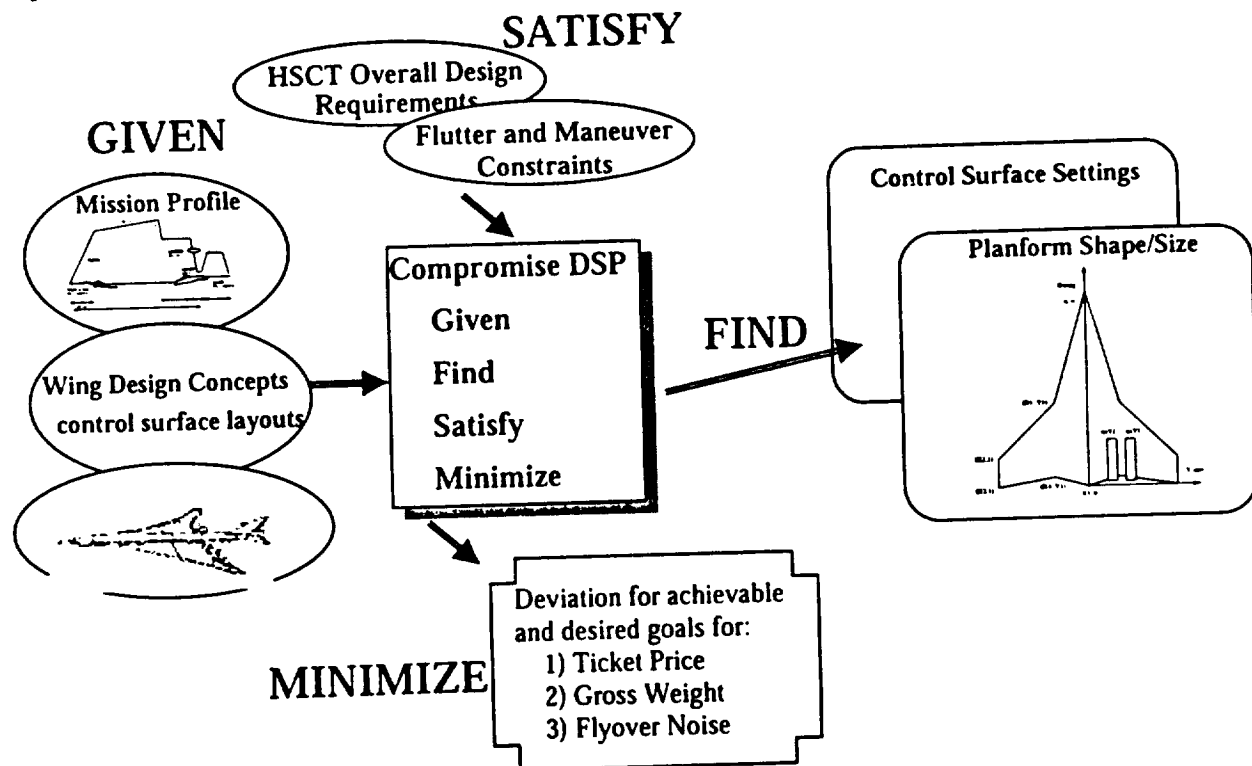 SATISFY
HSCT Overall Design
Requirements
Flutter and Maneuver
Constraints
GIVEN
Mission Profile
Wing Design Concepts
control surface layouts
Compromise DSP
Given
Find
Satisfy
Minimize
FIND
Control Surface Settings
Planform Shape/Size
MINIMIZE
Deviation for achievable
and desired goals for:
1) Ticket Price
2) Gross Weight
3) Flyover Noise